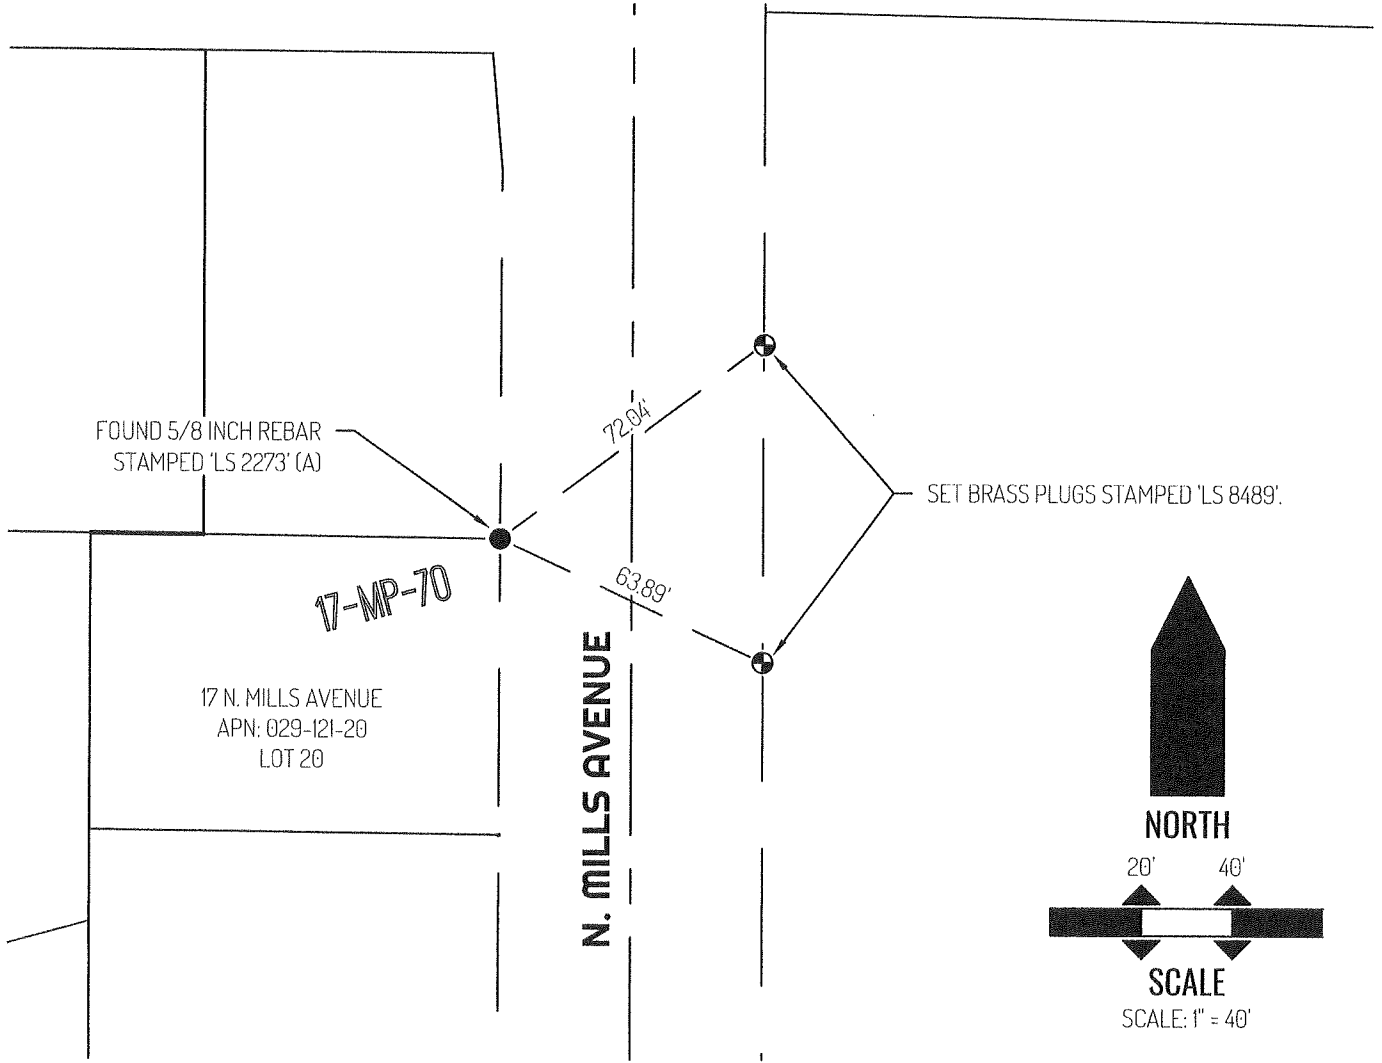 FOUND 5/8 INCH REBAR
STAMPED 'LS 2273' (A)
72.04'
SET BRASS PLUGS STAMPED 'LS 8489'.
63.89'
17-MP-70
17 N. MILLS AVENUE
APN: 029-121-20
LOT 20
N. MILLS AVENUE
NORTH
20' 40'
SCALE
SCALE: 1" = 40'